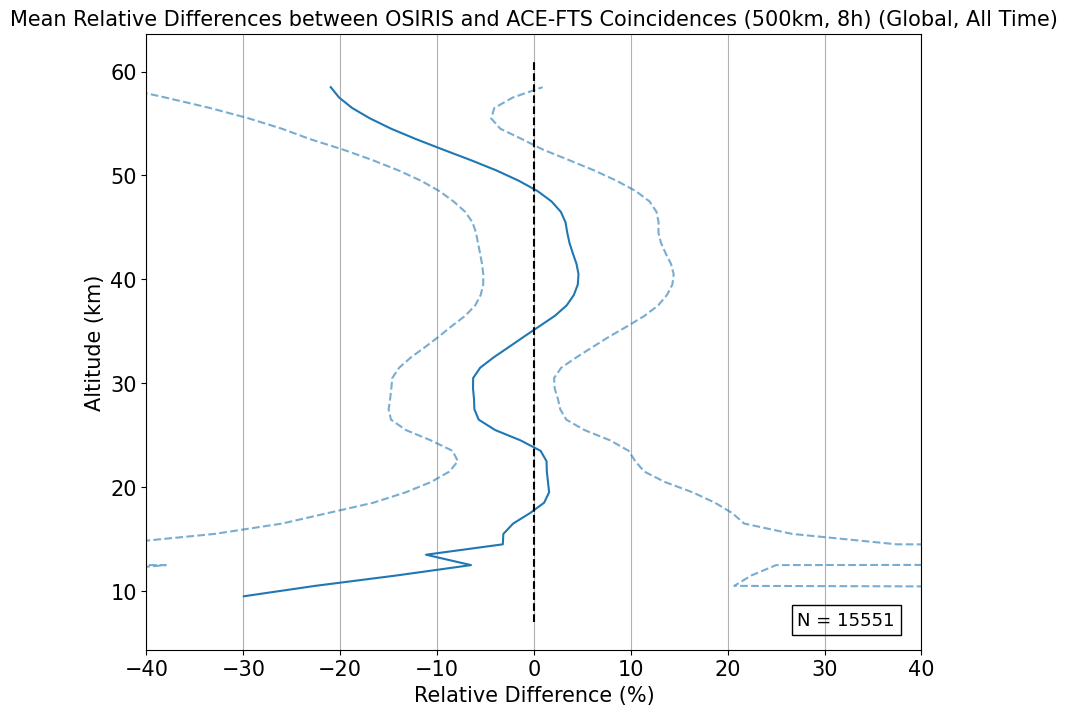 Mean Relative Differences between OSIRIS and ACE-FTS Coincidences (500km, 8h) (Global, All Time)
60
50
40
30
20
10
Altitude (km)
N = 15551
−40 −30 −20 −10 0 10 20 30 40
Relative Difference (%)